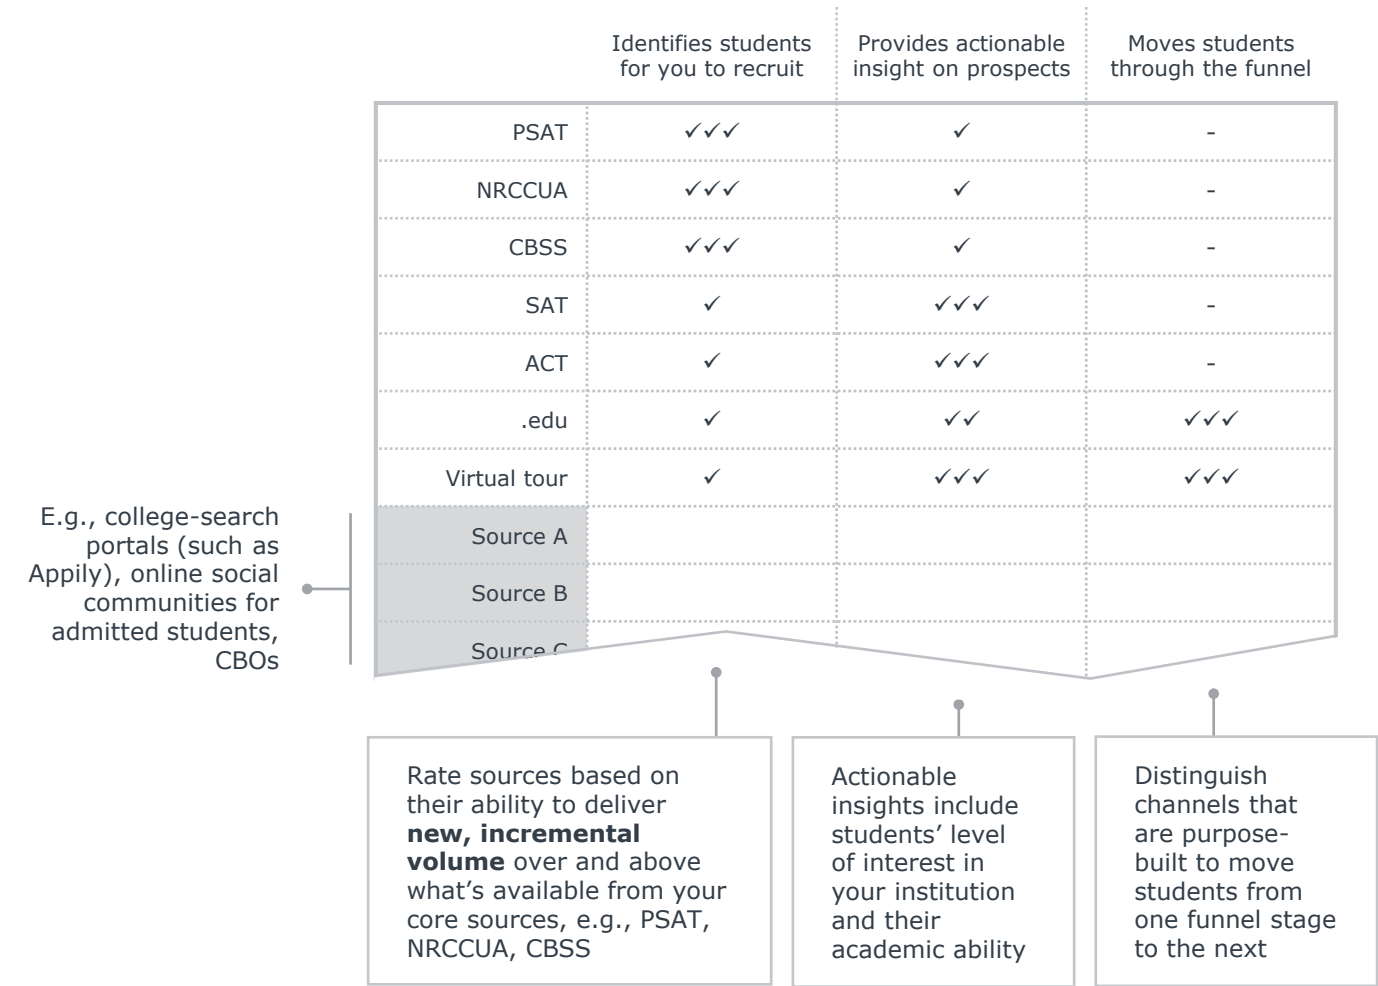 Identifies students
for you to recruit
Provides actionable
insight on prospects
Moves students
through the funnel
PSAT ✓✓✓ ✓ -
NRCCUA ✓✓✓ ✓ -
CBSS ✓✓✓ ✓ -
SAT ✓ ✓✓✓ -
ACT ✓ ✓✓✓ -
.edu ✓ ✓✓ ✓✓✓
Virtual tour ✓ ✓✓✓ ✓✓✓
Source A
Source B
Source C
E.g., college-search
portals (such as
Appily), online social
communities for
admitted students,
CBOs
Rate sources based on
their ability to deliver
new, incremental
volume over and above
what’s available from your
core sources, e.g., PSAT,
NRCCUA, CBSS
Actionable
insights include
students’ level
of interest in
your institution
and their
academic ability
Distinguish
channels that
are purpose-
built to move
students from
one funnel stage
to the next